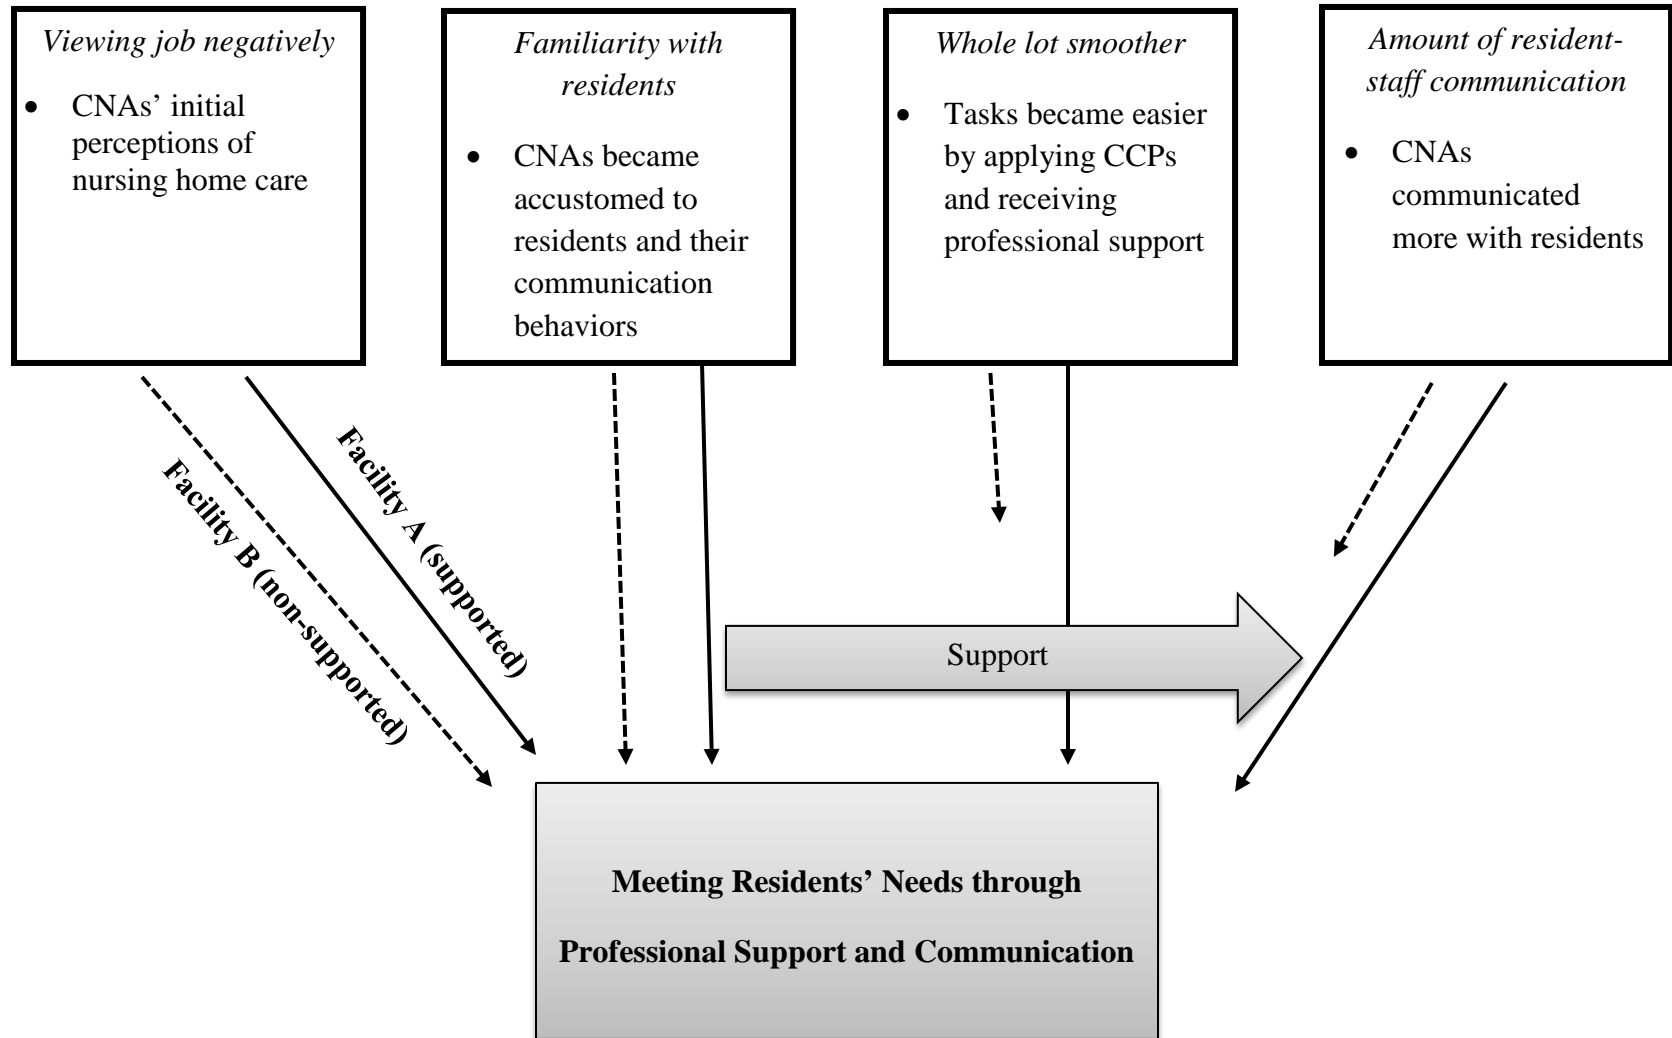 Viewing job negatively
• CNAs’ initial
perceptions of
nursing home care
Familiarity with
residents
• CNAs became
accustomed to
residents and their
communication
behaviors
Whole lot smoother
• Tasks became easier
by applying CCPs
and receiving
professional support
Amount of resident-
staff communication
• CNAs
communicated
more with residents
Facility A (supported)
Facility B (non-supported)
Support
Meeting Residents’ Needs through
Professional Support and Communication